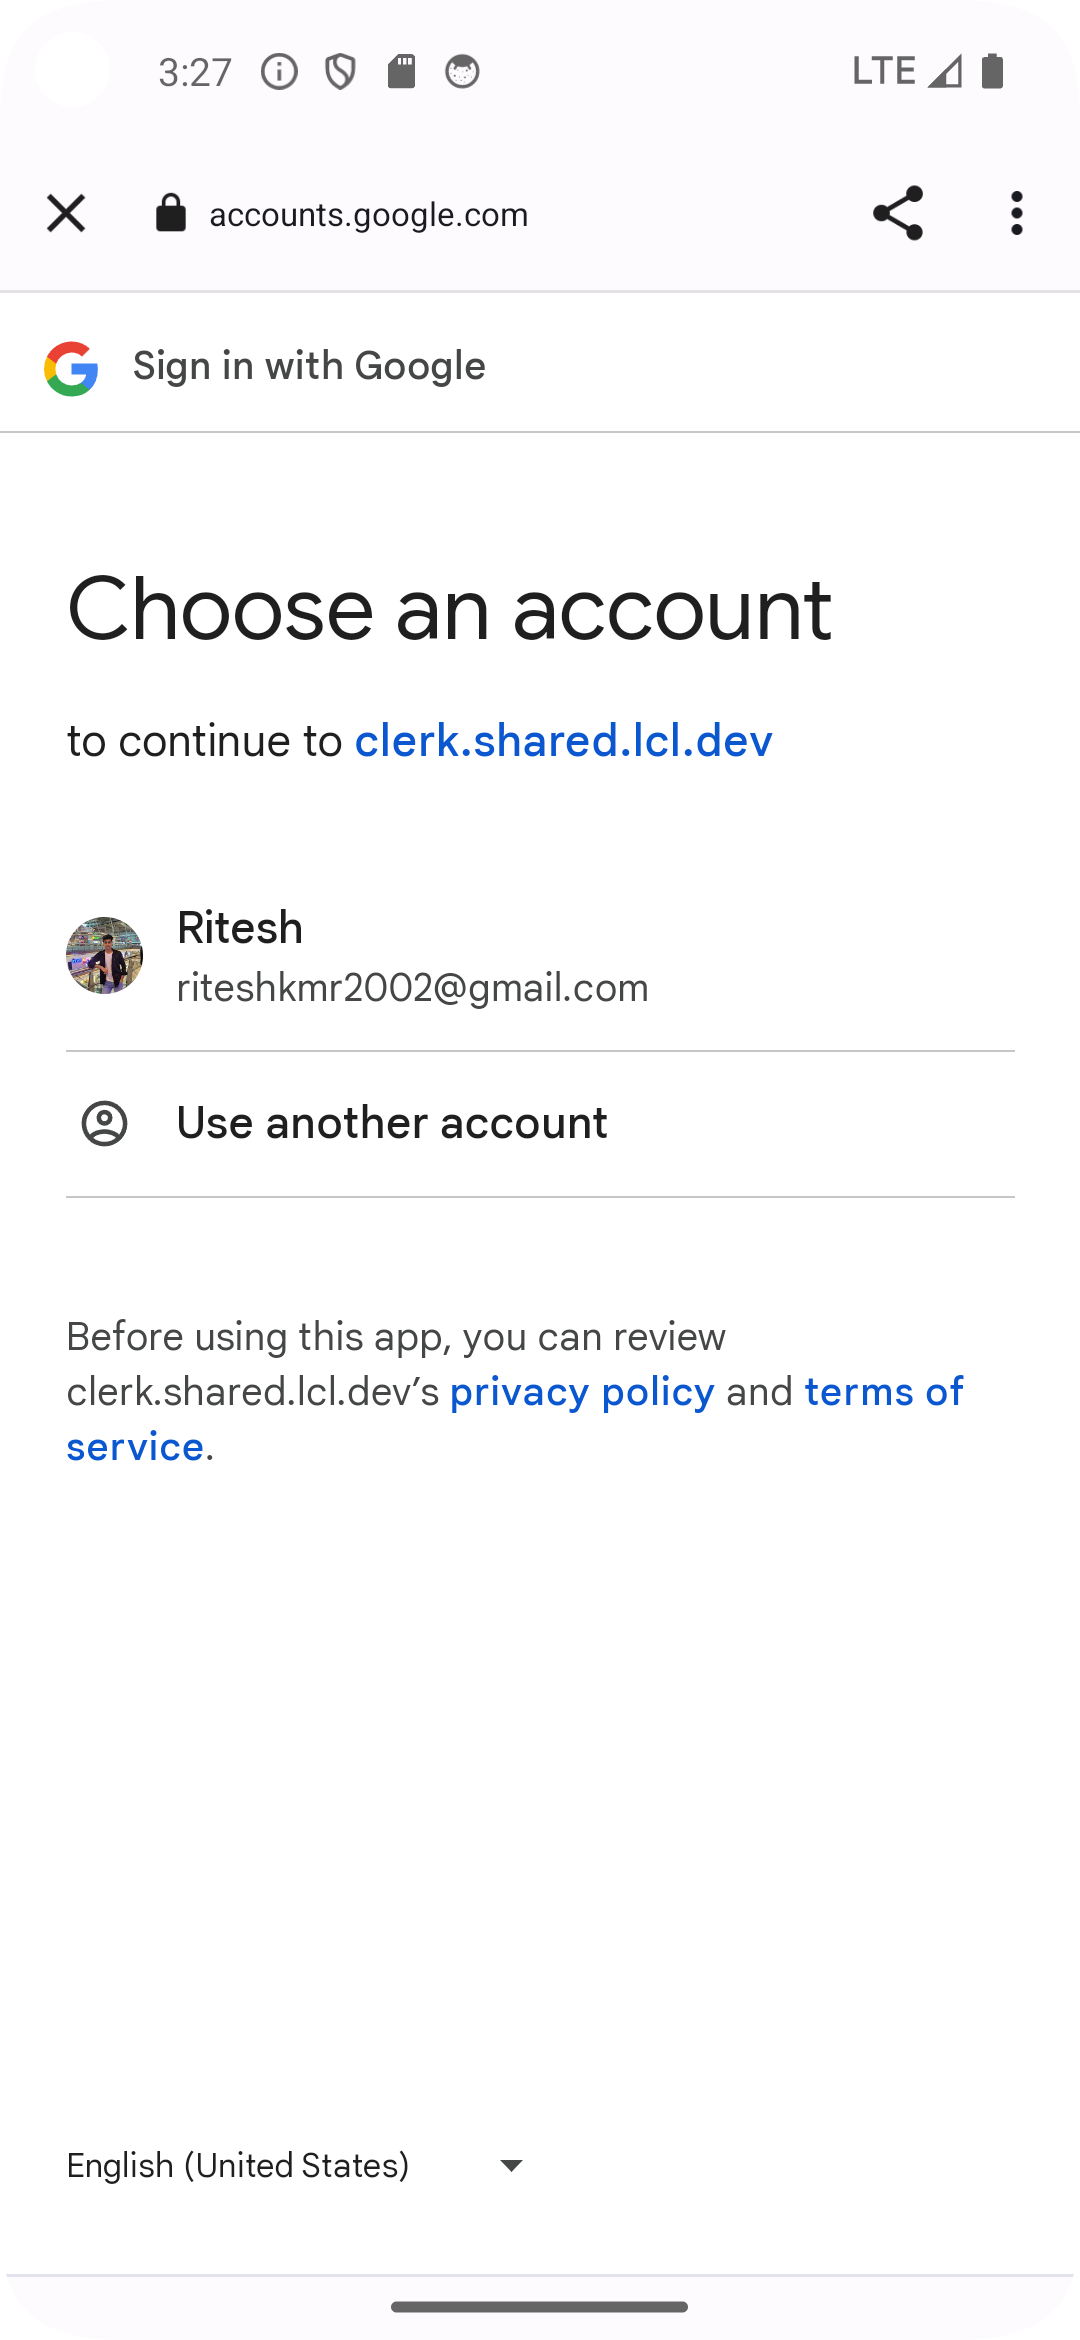 3:27
LTE
accounts.google.com
Sign in with Google
Choose an account
to continue to clerk.shared.lcl.dev
Ritesh
riteshkmr2002@gmail.com
Use another account
Before using this app, you can review
clerk.shared.lcl.dev’s privacy policy and terms of
service.
English (United States)